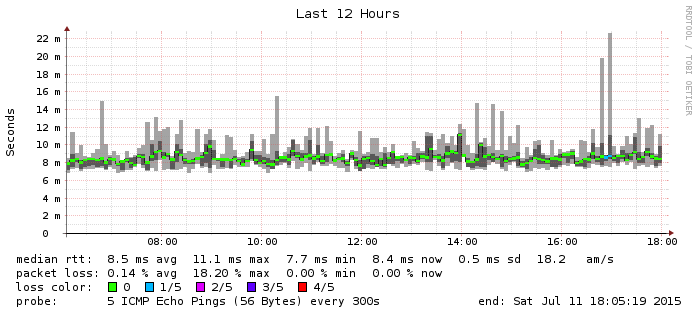 Last 12 Hours
RRDTOOL / TOBI OETIKER
Seconds
22 m
20 m
18 m
16 m
14 m
12 m
10 m
8 m
6 m
4 m
2 m
0
08:00 10:00 12:00 14:00 16:00 18:00
median rtt: 8.5 ms avg 11.1 ms max 7.7 ms min 8.4 ms now 0.5 ms sd 18.2 am/s
packet loss: 0.14 % avg 18.20 % max 0.00 % min 0.00 % now
loss color: 0 1/5 2/5 3/5 4/5
probe: 5 ICMP Echo Pings (56 Bytes) every 300s end: Sat Jul 11 18:05:19 2015